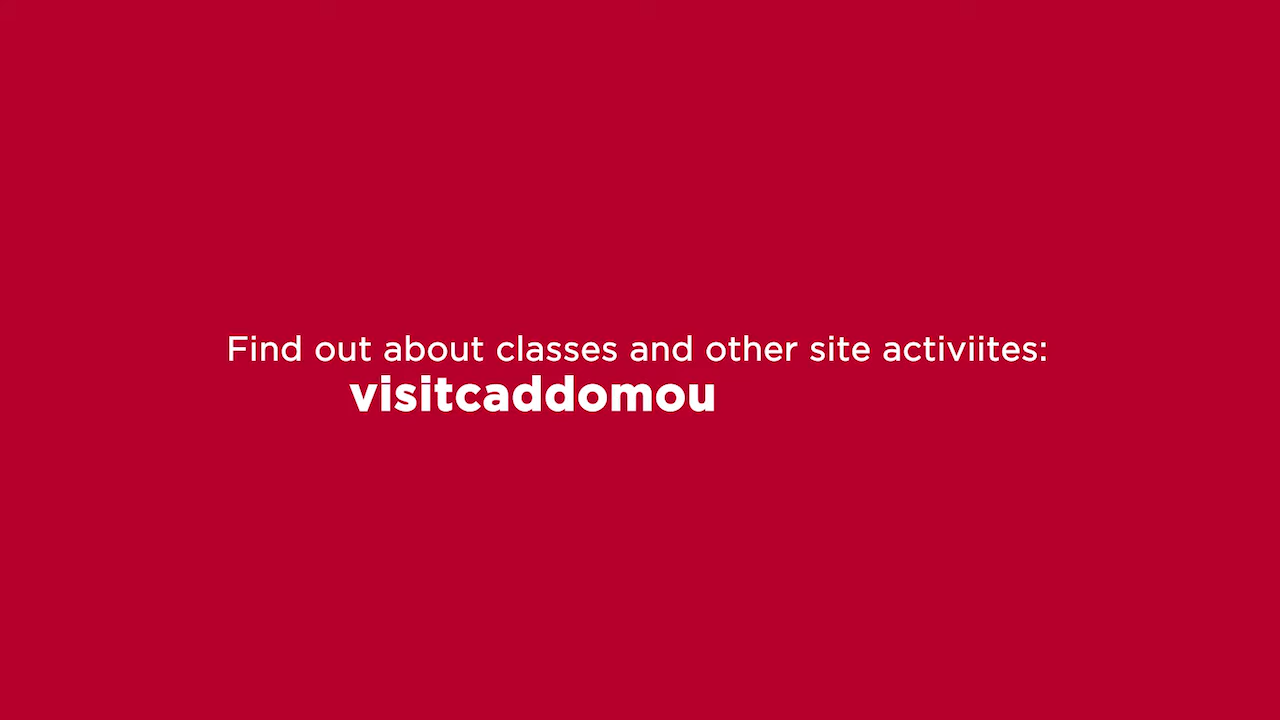 Find out about classes and other site activiites:
visitcaddomou